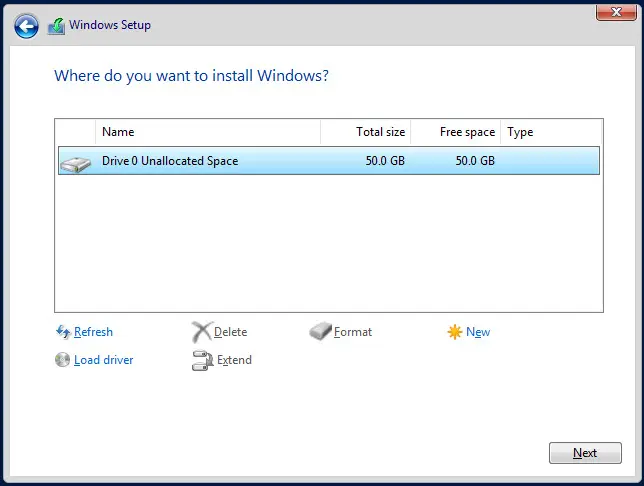 Windows Setup
Where do you want to install Windows?
Name Total size Free space Type
Drive 0 Unallocated Space 50.0 GB 50.0 GB
Refresh Delete Format New
Load driver Extend
Next